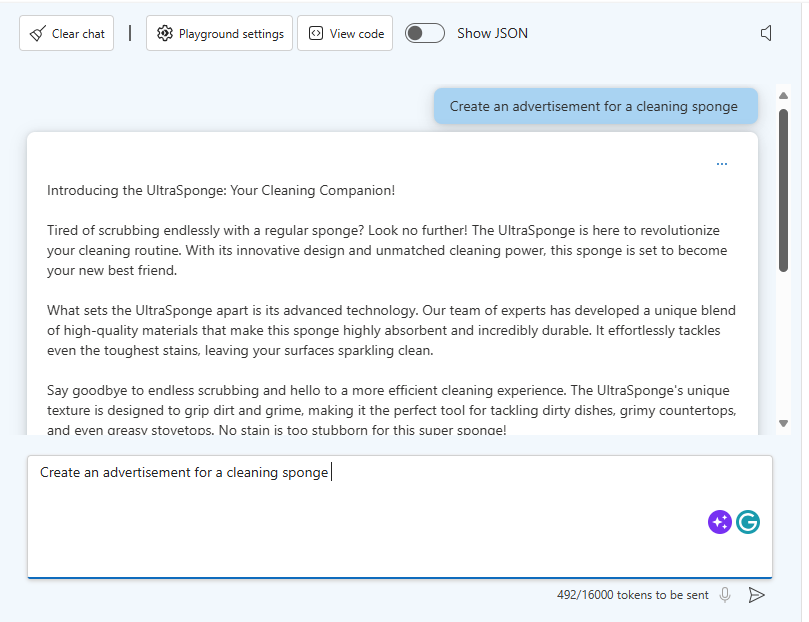 Clear chat | Playground settings View code Show JSON
Create an advertisement for a cleaning sponge
...
Introducing the UltraSponge: Your Cleaning Companion!
Tired of scrubbing endlessly with a regular sponge? Look no further! The UltraSponge is here to revolutionize
your cleaning routine. With its innovative design and unmatched cleaning power, this sponge is set to become
your new best friend.
What sets the UltraSponge apart is its advanced technology. Our team of experts has developed a unique blend
of high-quality materials that make this sponge highly absorbent and incredibly durable. It effortlessly tackles
even the toughest stains, leaving your surfaces sparkling clean.
Say goodbye to endless scrubbing and hello to a more efficient cleaning experience. The UltraSponge's unique
texture is designed to grip dirt and grime, making it the perfect tool for tackling dirty dishes, grimy countertops,
and even greasy stovetops. No stain is too stubborn for this super sponge!
Create an advertisement for a cleaning sponge
492/16000 tokens to be sent